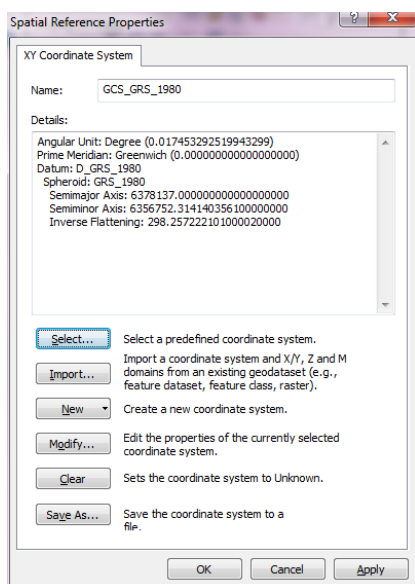 Spatial Reference Properties
? x
XY Coordinate System
Name: GCS_GRS_1980
Details:
Angular Unit: Degree (0.017453292519943299)
Prime Meridian: Greenwich (0.000000000000000000)
Datum: D_GRS_1980
Spheroid: GRS_1980
Semimajor Axis: 6378137.000000000000000000
Semiminor Axis: 6356752.314140356100000000
Inverse Flattening: 298.257222101000020000
Select... Select a predefined coordinate system.
Import a coordinate system and X/Y, Z and M
Import... domains from an existing geodataset (e.g.,
feature dataset, feature class, raster).
New Create a new coordinate system.
Modify... Edit the properties of the currently selected
coordinate system.
Clear Sets the coordinate system to Unknown.
Save As... Save the coordinate system to a
file.
OK Cancel Apply